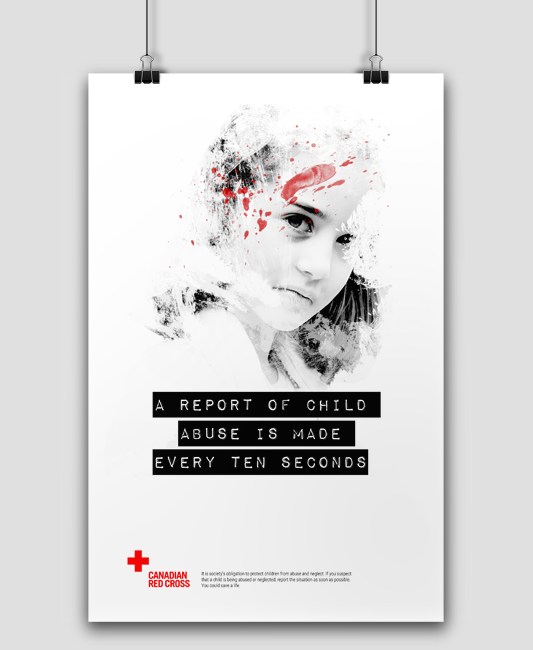 A REPORT OF CHILD
ABUSE IS MADE
EVERY TEN SECONDS
CANADIAN
RED CROSS
It is society's obligation to protect children from abuse and neglect. If you suspect
that a child is being abused or neglected, report the situation as soon as possible.
You could save a life.